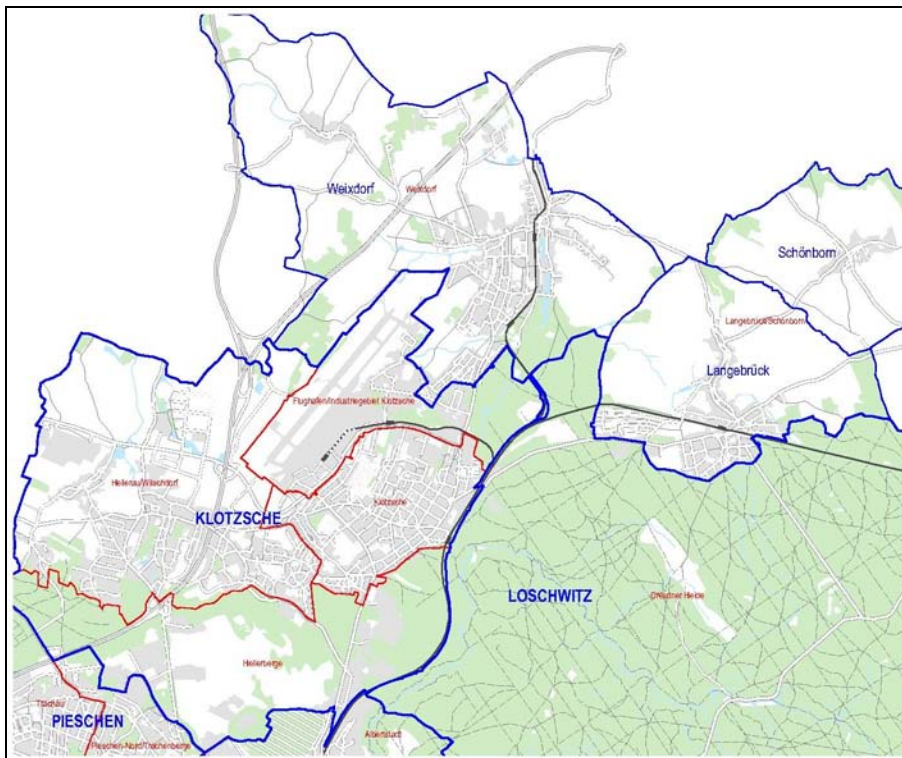 Weixdorf
Weixdorf
Schönborn
Langebrück/Schönborn
Langebrück
Flughafen/Industriegebiet Klotzsche
Hellerau/Wilschdorf
Klotzsche
KLOTZSCHE
LOSCHWITZ
Dresdner Heide
Hellerberge
Trachau
PIESCHEN
Pieschen-Nord/Trachenberge
Albertstadt